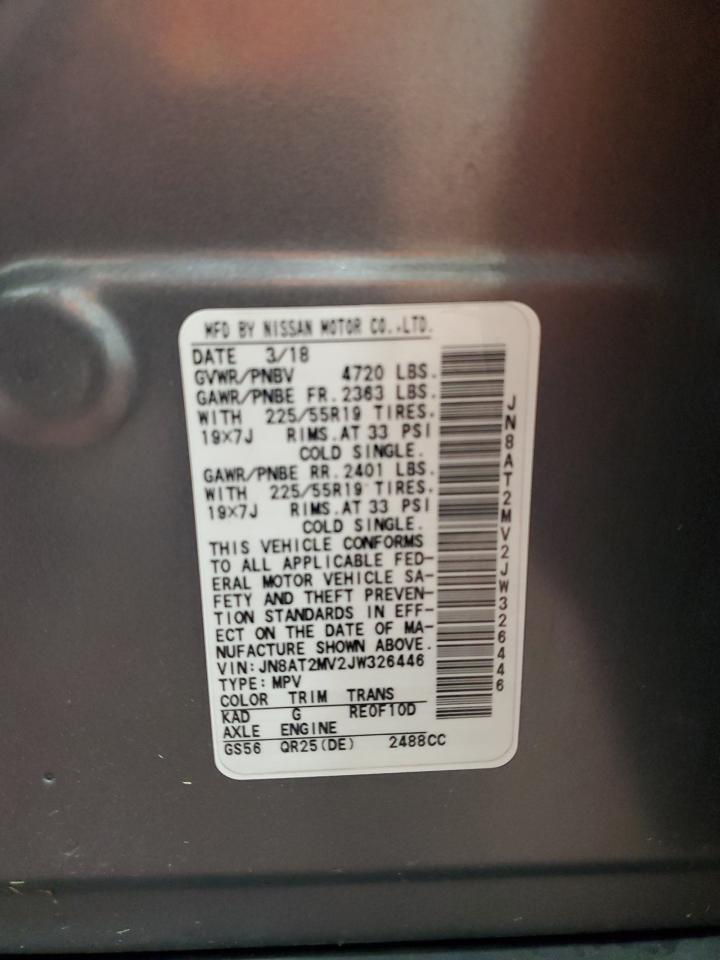 MFD BY NISSAN MOTOR CO.,LTD.
DATE 3/18
GVWR/PNBV 4720 LBS.
GAWR/PNBE FR. 2363 LBS.
WITH 225/55R19 TIRES.
19×7J RIMS.AT 33 PSI
COLD SINGLE.
GAWR/PNBE RR. 2401 LBS.
WITH 225/55R19 TIRES.
19×7J RIMS.AT 33 PSI
COLD SINGLE.
THIS VEHICLE CONFORMS
TO ALL APPLICABLE FED-
ERAL MOTOR VEHICLE SA-
FETY AND THEFT PREVEN-
TION STANDARDS IN EFF-
ECT ON THE DATE OF MA-
NUFACTURE SHOWN ABOVE.
VIN:JN8AT2MV2JW326446
TYPE: MPV
COLOR TRIM TRANS
KAD G RE0F10D
AXLE ENGINE
GS56 QR25(DE) 2488CC
JN8AT2MV2JW326446